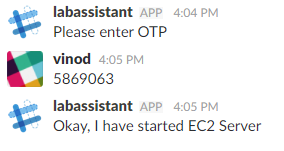 labassistant APP 4:04 PM
Please enter OTP
vinod 4:05 PM
5869063
labassistant APP 4:05 PM
Okay, I have started EC2 Server